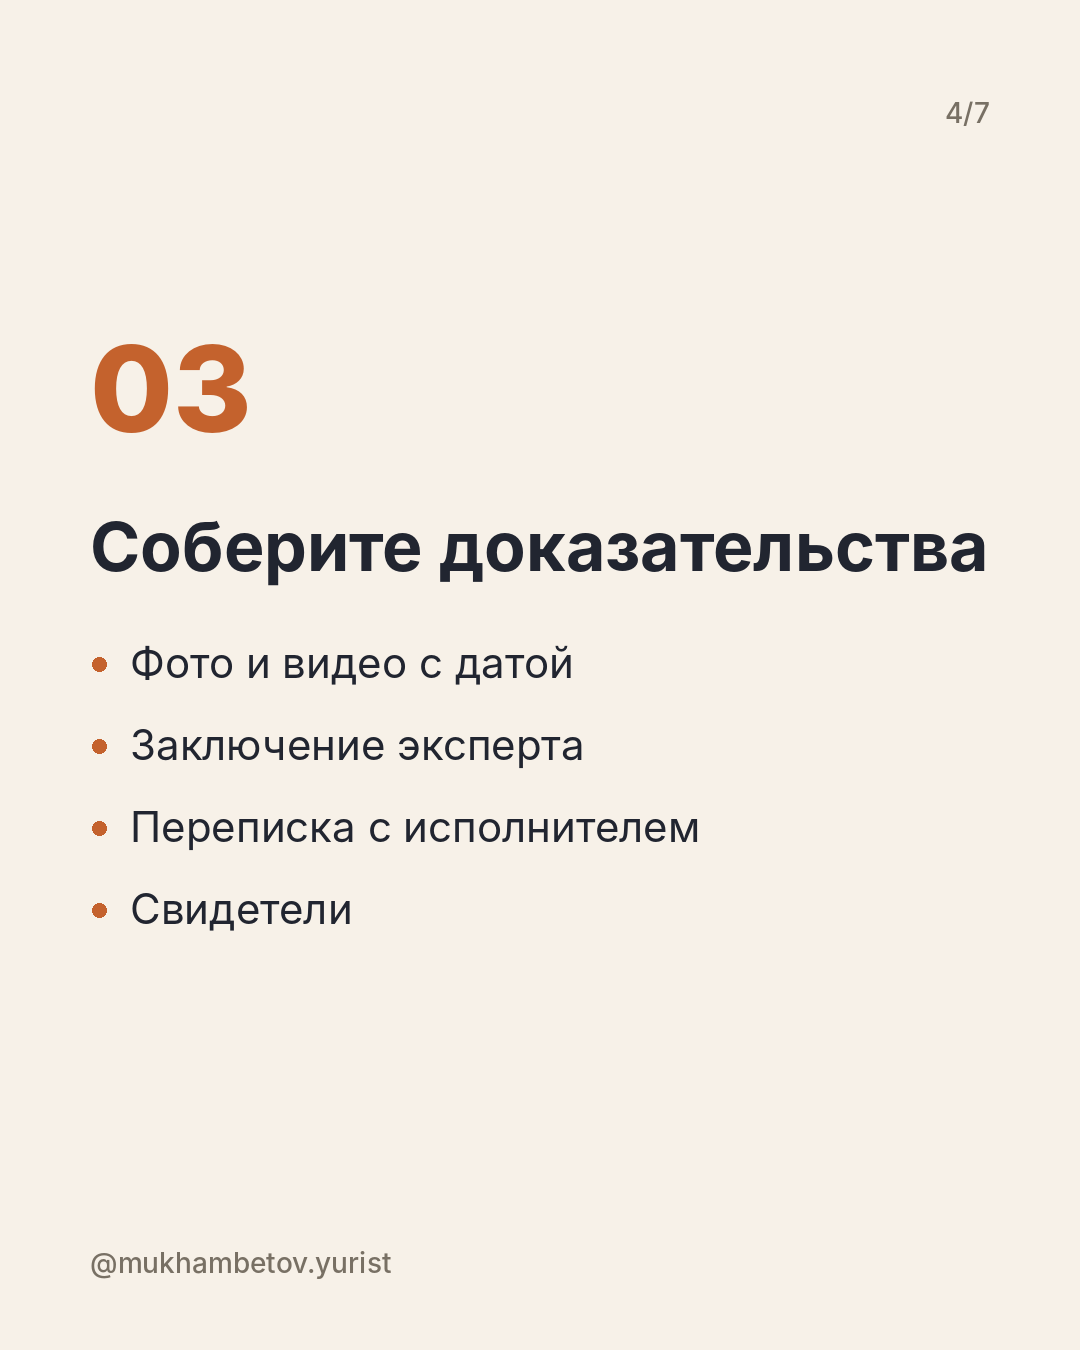 4/7
03
Соберите доказательства
• Фото и видео с датой
• Заключение эксперта
• Переписка с исполнителем
• Свидетели
@mukhambetov.yurist